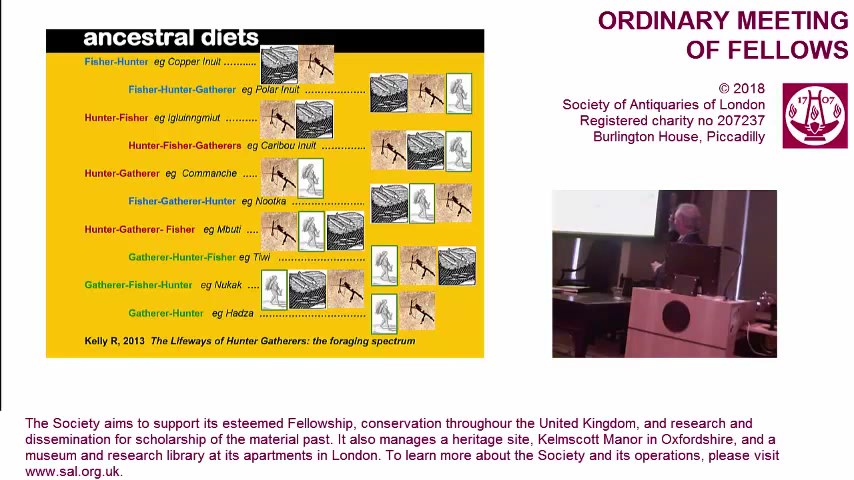 ancestral diets
Fisher-Hunter eg Copper Inuit ...........
Fisher-Hunter-Gatherer eg Polar Inuit ....................
Hunter-Fisher eg Igluinngmiut ..........
Hunter-Fisher-Gatherers eg Caribou Inuit ..............
Hunter-Gatherer eg Commanche .....
Fisher-Gatherer-Hunter eg Nootka ........................
Hunter-Gatherer- Fisher eg Mbuti ....
Gatherer-Hunter-Fisher eg Tiwi ............................
Gatherer-Fisher-Hunter eg Nukak ....
Gatherer-Hunter eg Hadza ..................................
Kelly R, 2013 The Lifeways of Hunter Gatherers: the foraging spectrum
ORDINARY MEETING
OF FELLOWS
© 2018
Society of Antiquaries of London
Registered charity no 207237
Burlington House, Piccadilly
1707
The Society aims to support its esteemed Fellowship, conservation throughour the United Kingdom, and research and
dissemination for scholarship of the material past. It also manages a heritage site, Kelmscott Manor in Oxfordshire, and a
museum and research library at its apartments in London. To learn more about the Society and its operations, please visit
www.sal.org.uk.